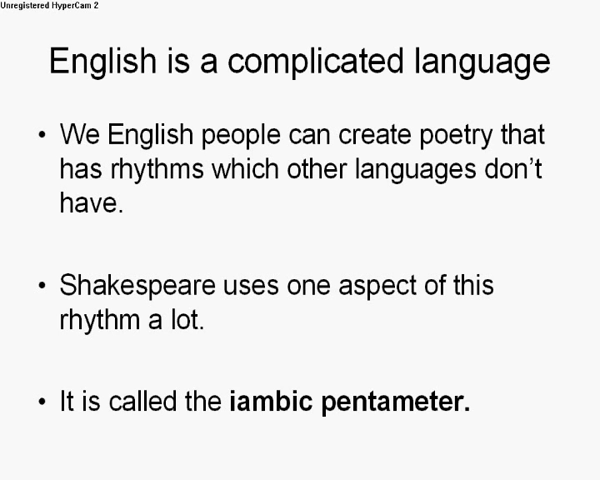 Unregistered HyperCam 2
English is a complicated language
• We English people can create poetry that
has rhythms which other languages don't
have.
• Shakespeare uses one aspect of this
rhythm a lot.
• It is called the iambic pentameter.